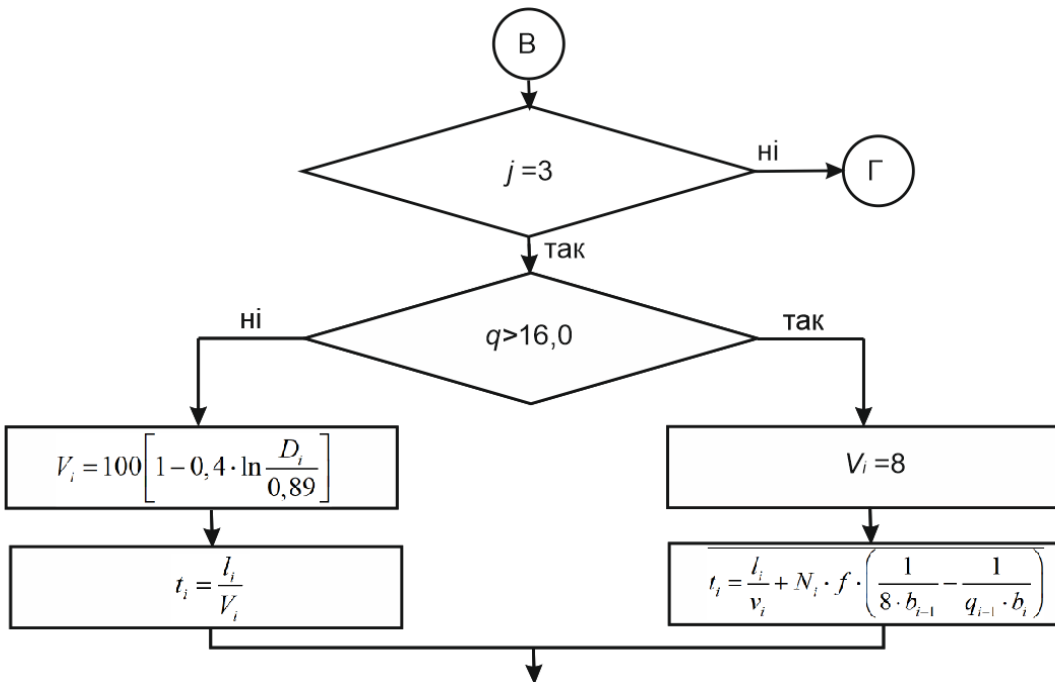 В
j =3
ні
Г
так
q>16,0
ні
так
V_i = 100[1 − 0,4 · ln D_i / 0,89]
V_i =8
t_i = l_i / V_i
t_i = l_i / v_i + N_i · f · (1 / (8 · b_{i−1}) − 1 / (q_{i−1} · b_i))